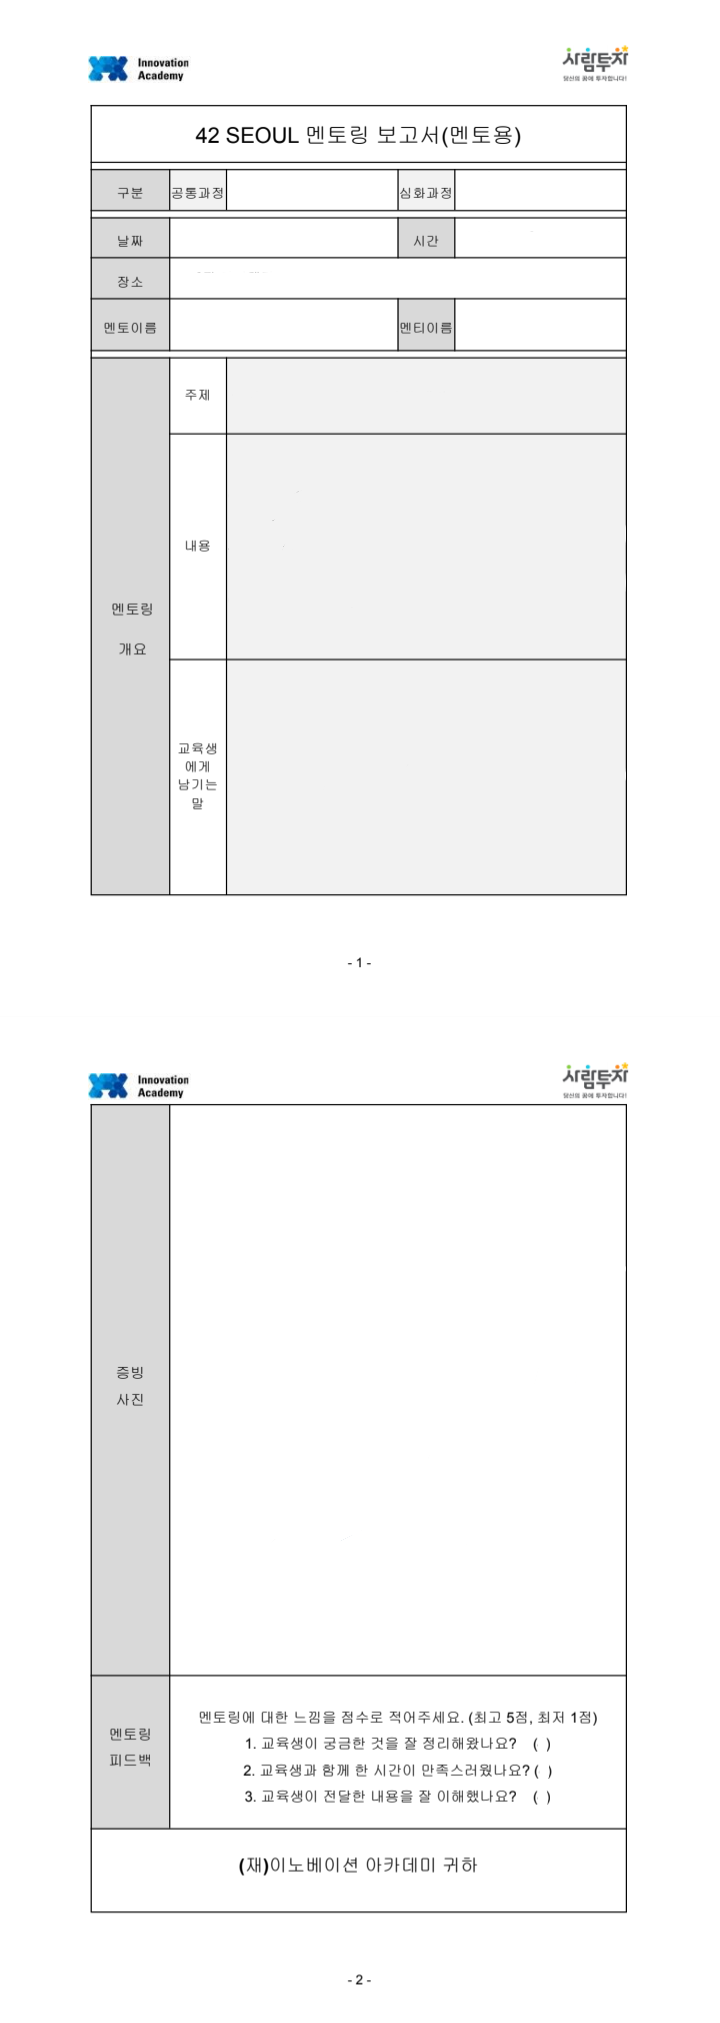 Innovation
Academy
사람투자
당신의 꿈에 투자합니다!
42 SEOUL 멘토링 보고서(멘토용)
구분 공통과정 심화과정
날짜 시간
장소
멘토이름 멘티이름
주제
내용
멘토링
개요
교육생
에게
남기는
말
- 1 -
Innovation
Academy
사람투자
당신의 꿈에 투자합니다!
증빙
사진
멘토링
피드백
멘토링에 대한 느낌을 점수로 적어주세요. (최고 5점, 최저 1점)
1. 교육생이 궁금한 것을 잘 정리해왔나요? ( )
2. 교육생과 함께 한 시간이 만족스러웠나요? ( )
3. 교육생이 전달한 내용을 잘 이해했나요? ( )
(재)이노베이션 아카데미 귀하
- 2 -